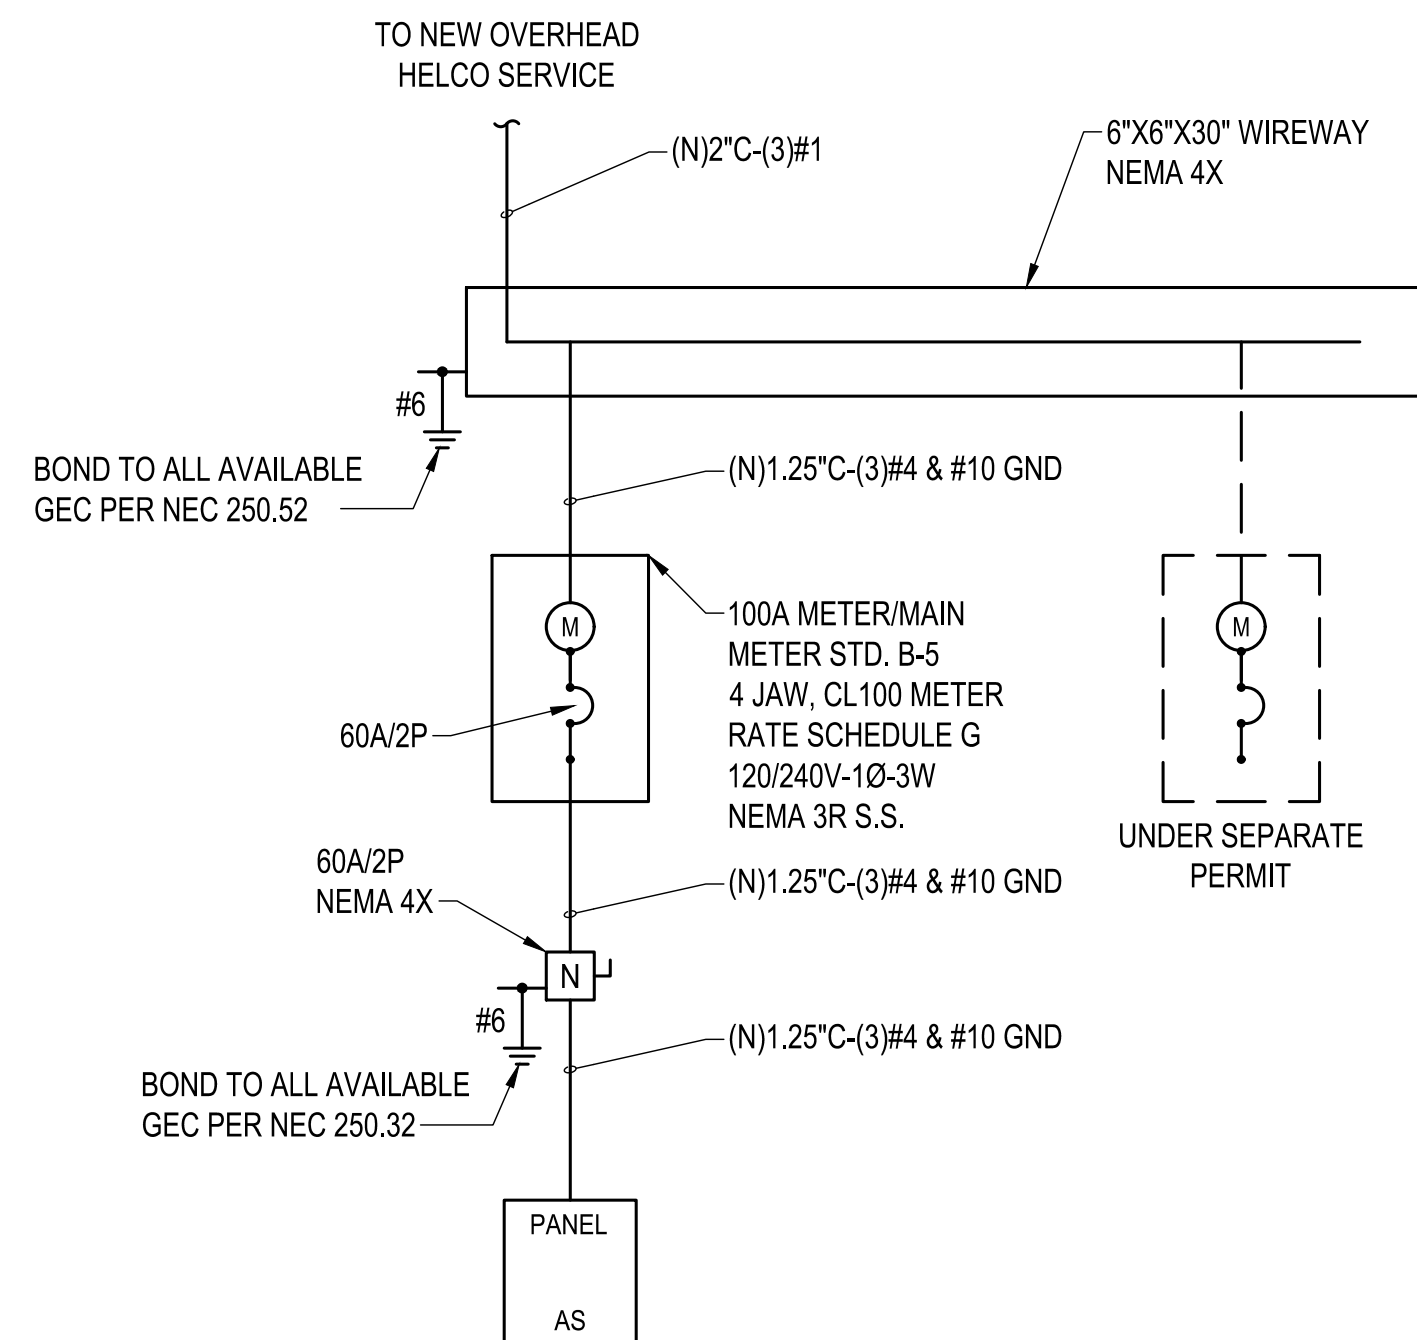 TO NEW OVERHEAD
HELCO SERVICE
(N)2"C-(3)#1
6"X6"X30" WIREWAY
NEMA 4X
#6
BOND TO ALL AVAILABLE
GEC PER NEC 250.52
(N)1.25"C-(3)#4 & #10 GND
M
60A/2P
100A METER/MAIN
METER STD. B-5
4 JAW, CL100 METER
RATE SCHEDULE G
120/240V-1Ø-3W
NEMA 3R S.S.
M
UNDER SEPARATE
PERMIT
60A/2P
NEMA 4X
(N)1.25"C-(3)#4 & #10 GND
N
#6
BOND TO ALL AVAILABLE
GEC PER NEC 250.32
(N)1.25"C-(3)#4 & #10 GND
PANEL
AS